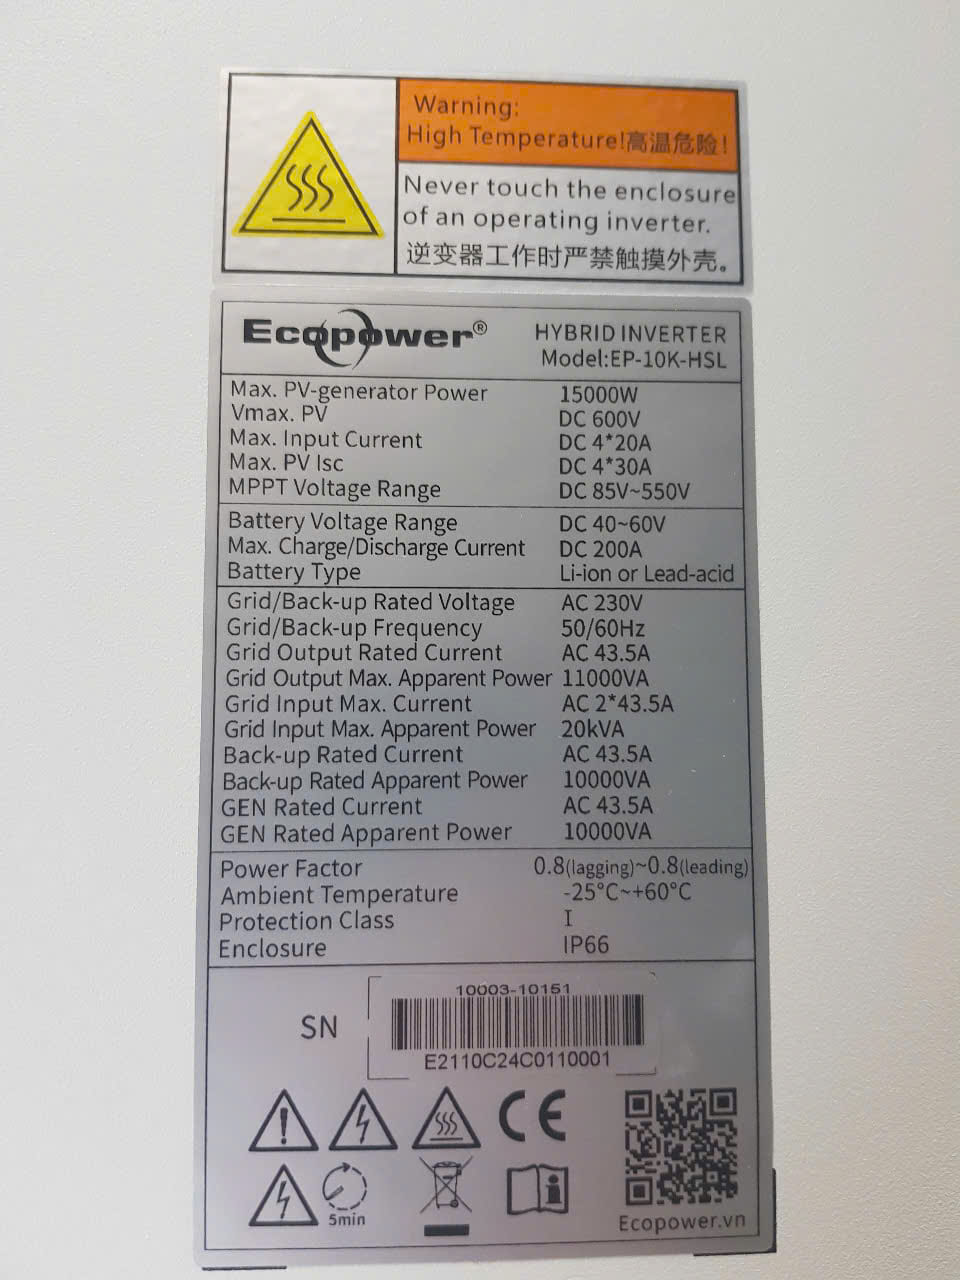 Warning:
High Temperature!高温危险!
Never touch the enclosure
of an operating inverter.
逆变器工作时严禁触摸外壳。
Ecopower®
HYBRID INVERTER
Model:EP-10K-HSL
Max. PV-generator Power 15000W
Vmax. PV DC 600V
Max. Input Current DC 4*20A
Max. PV Isc DC 4*30A
MPPT Voltage Range DC 85V~550V
Battery Voltage Range DC 40~60V
Max. Charge/Discharge Current DC 200A
Battery Type Li-ion or Lead-acid
Grid/Back-up Rated Voltage AC 230V
Grid/Back-up Frequency 50/60Hz
Grid Output Rated Current AC 43.5A
Grid Output Max. Apparent Power 11000VA
Grid Input Max. Current AC 2*43.5A
Grid Input Max. Apparent Power 20kVA
Back-up Rated Current AC 43.5A
Back-up Rated Apparent Power 10000VA
GEN Rated Current AC 43.5A
GEN Rated Apparent Power 10000VA
Power Factor 0.8(lagging)~0.8(leading)
Ambient Temperature -25°C~+60°C
Protection Class I
Enclosure IP66
10003-10151
SN
E2110C24C0110001
CE
5min
Ecopower.vn